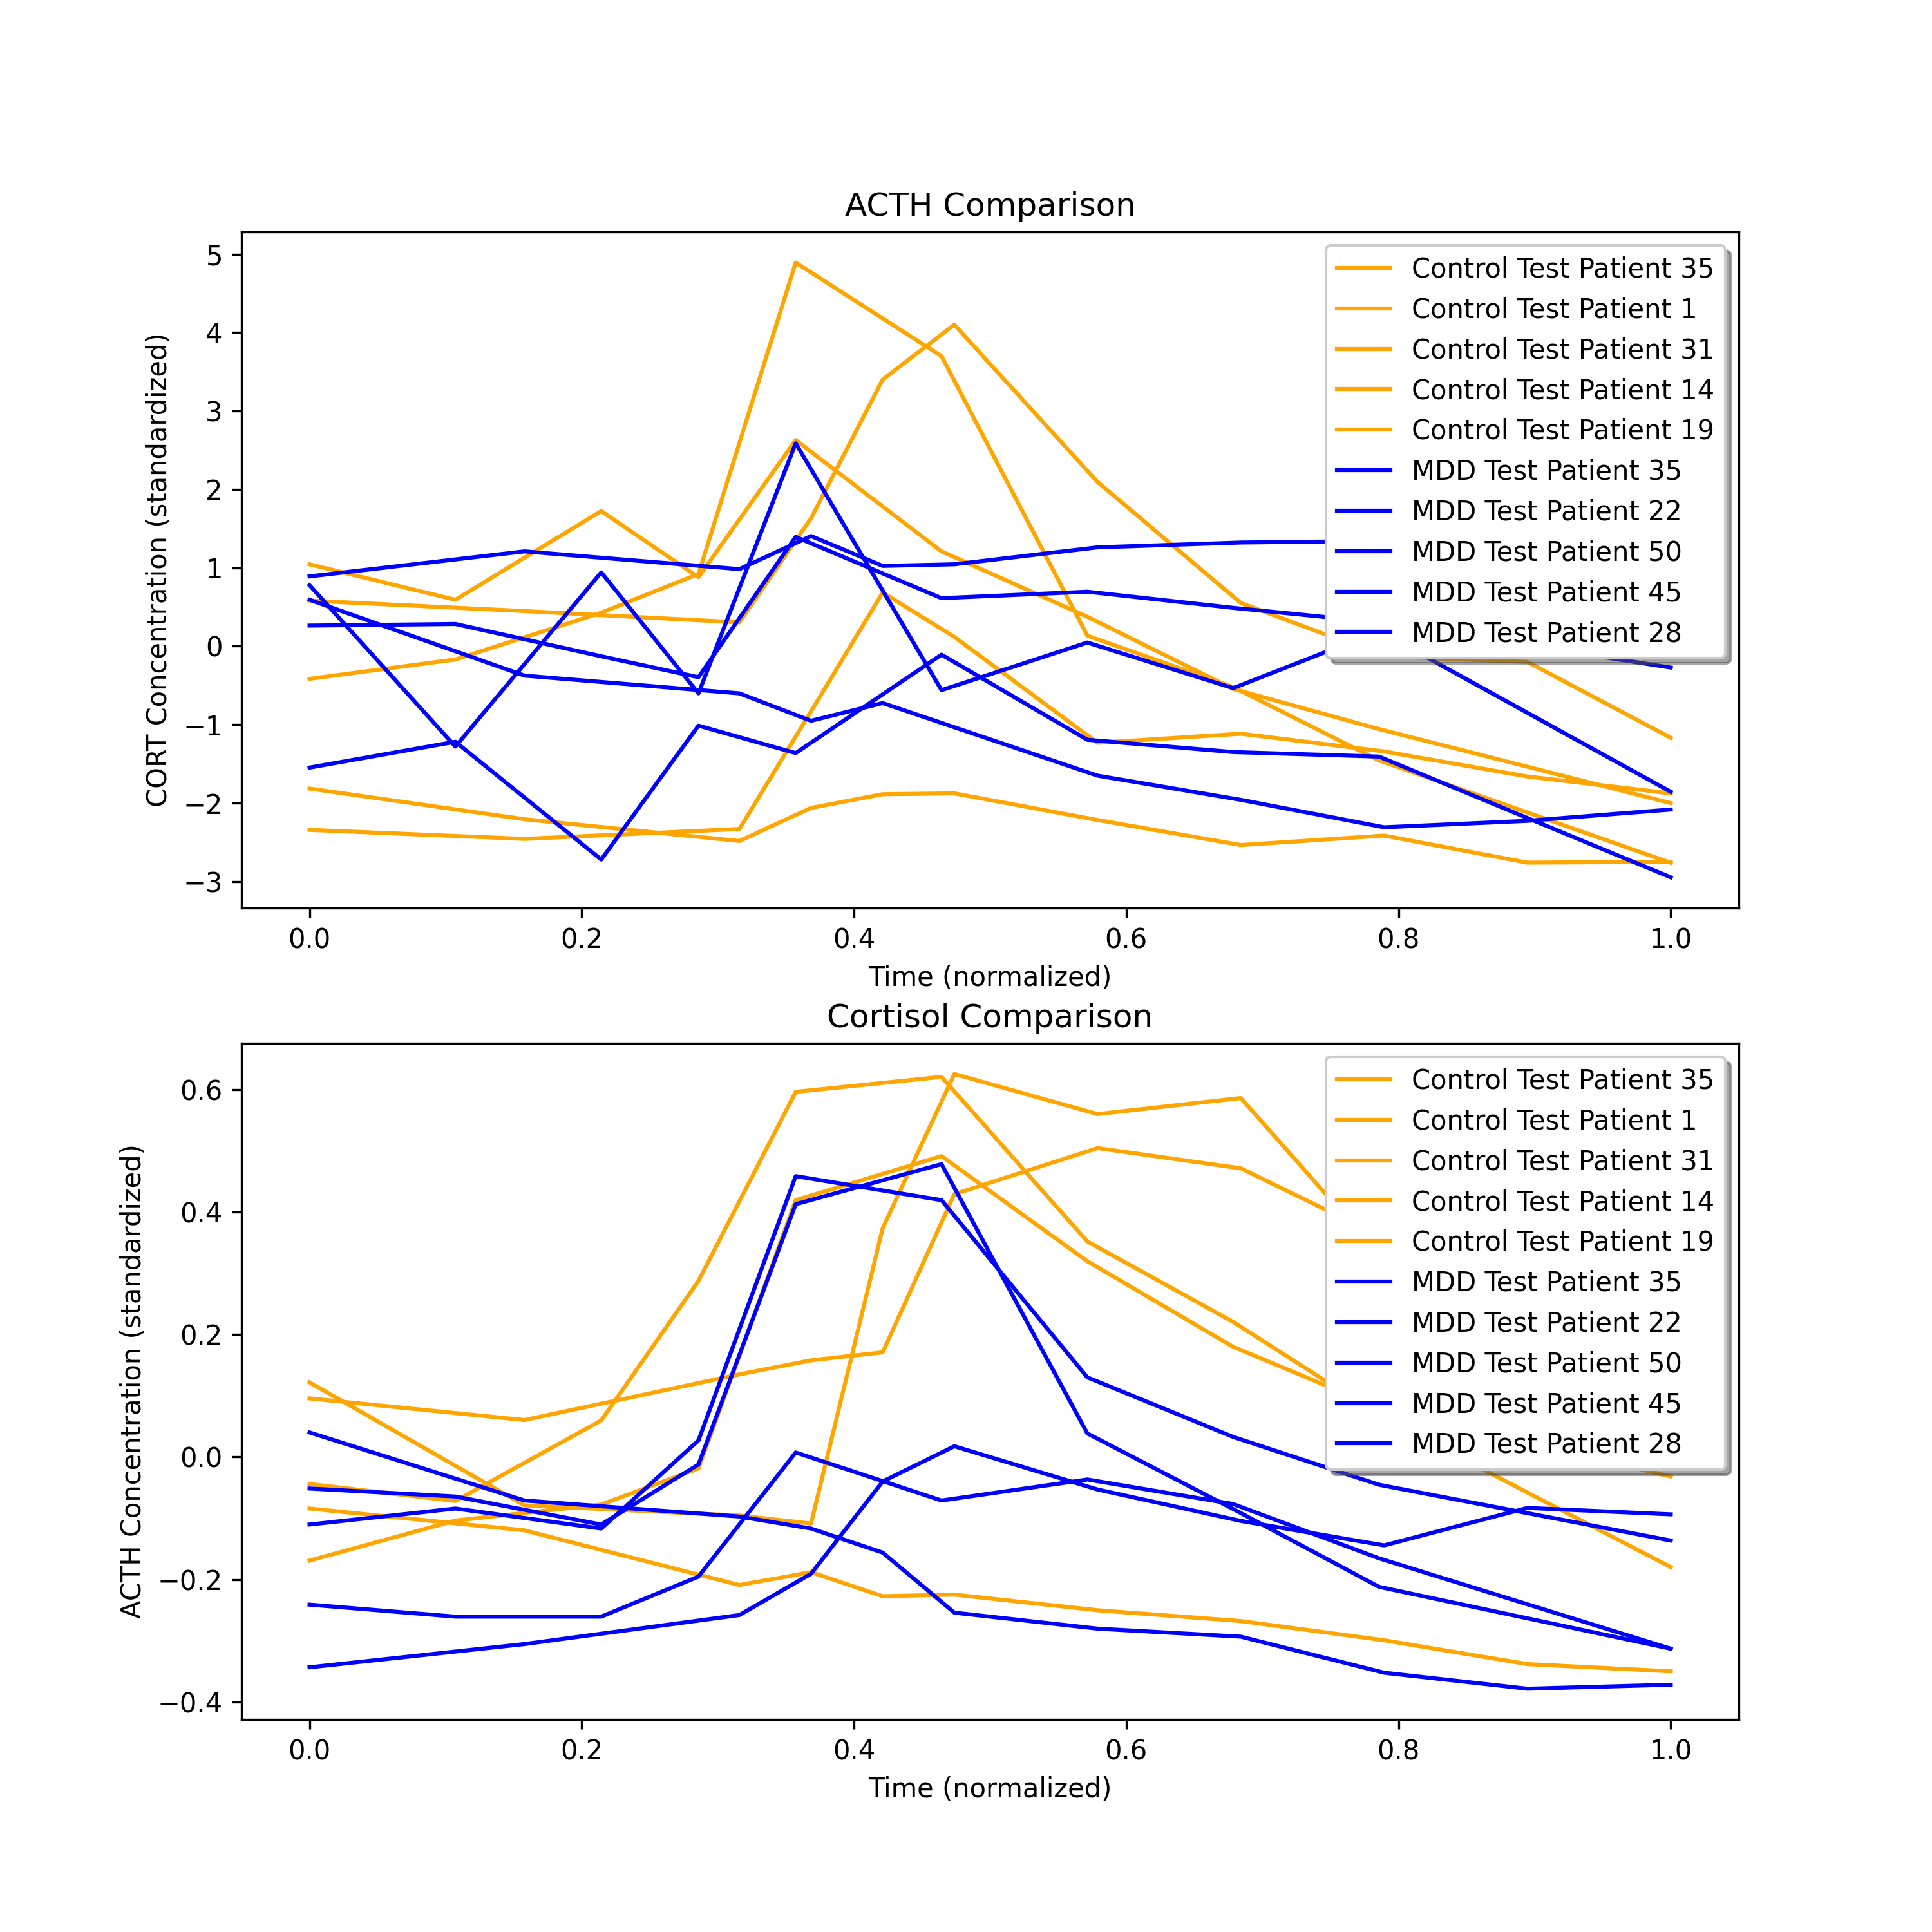 ACTH Comparison
CORT Concentration (standardized)
5
4
3
2
1
0
−1
−2
−3
Control Test Patient 35
Control Test Patient 1
Control Test Patient 31
Control Test Patient 14
Control Test Patient 19
MDD Test Patient 35
MDD Test Patient 22
MDD Test Patient 50
MDD Test Patient 45
MDD Test Patient 28
0.0 0.2 0.4 0.6 0.8 1.0
Time (normalized)
Cortisol Comparison
ACTH Concentration (standardized)
0.6
0.4
0.2
0.0
−0.2
−0.4
Control Test Patient 35
Control Test Patient 1
Control Test Patient 31
Control Test Patient 14
Control Test Patient 19
MDD Test Patient 35
MDD Test Patient 22
MDD Test Patient 50
MDD Test Patient 45
MDD Test Patient 28
0.0 0.2 0.4 0.6 0.8 1.0
Time (normalized)